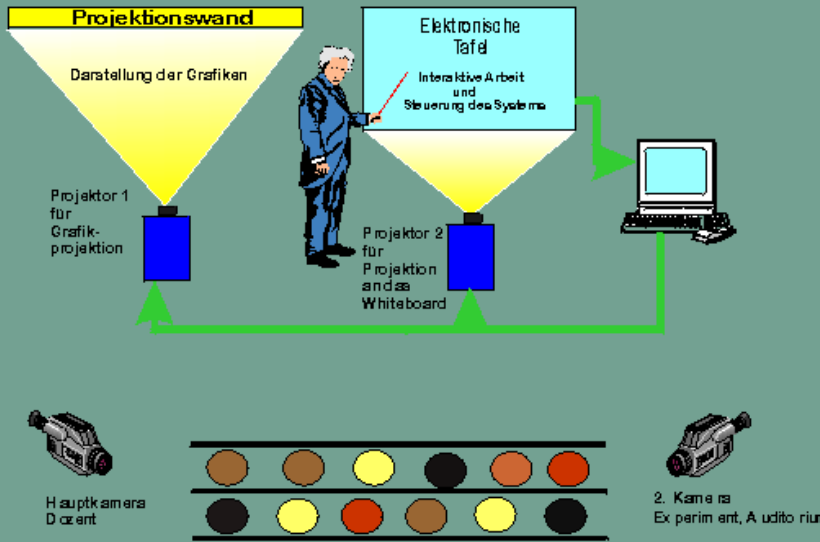 Projektionswand
Darstellung der Grafiken
Elektronische
Tafel
Interaktive Arbeit
und
Steuerung des Systems
Projektor 1
für
Grafik-
projektion
Projektor 2
für
Projektion
an das
Whiteboard
Hauptkamera
Dozent
2. Kamera
Experiment, Auditoriu